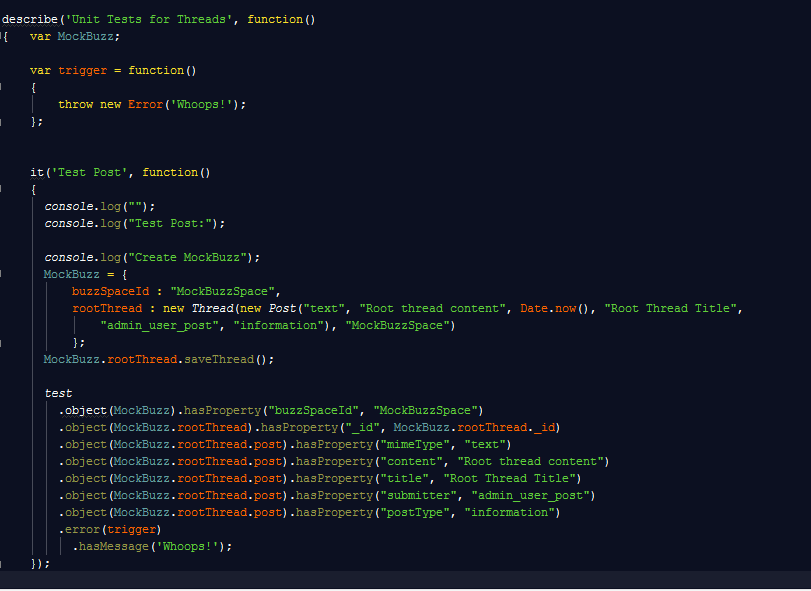 describe('Unit Tests for Threads', function()
{   var MockBuzz;
    var trigger = function()
    {
        throw new Error('Whoops!');
    };
    it('Test Post', function()
    {
      console.log("");
      console.log("Test Post:");
      console.log("Create MockBuzz");
      MockBuzz = {
          buzzSpaceId : "MockBuzzSpace",
          rootThread : new Thread(new Post("text", "Root thread content", Date.now(), "Root Thread Title",
              "admin_user_post", "information"), "MockBuzzSpace")
          };
      MockBuzz.rootThread.saveThread();
      test
        .object(MockBuzz).hasProperty("buzzSpaceId", "MockBuzzSpace")
        .object(MockBuzz.rootThread).hasProperty("_id", MockBuzz.rootThread._id)
        .object(MockBuzz.rootThread.post).hasProperty("mimeType", "text")
        .object(MockBuzz.rootThread.post).hasProperty("content", "Root thread content")
        .object(MockBuzz.rootThread.post).hasProperty("title", "Root Thread Title")
        .object(MockBuzz.rootThread.post).hasProperty("submitter", "admin_user_post")
        .object(MockBuzz.rootThread.post).hasProperty("postType", "information")
        .error(trigger)
          .hasMessage('Whoops!');
    });